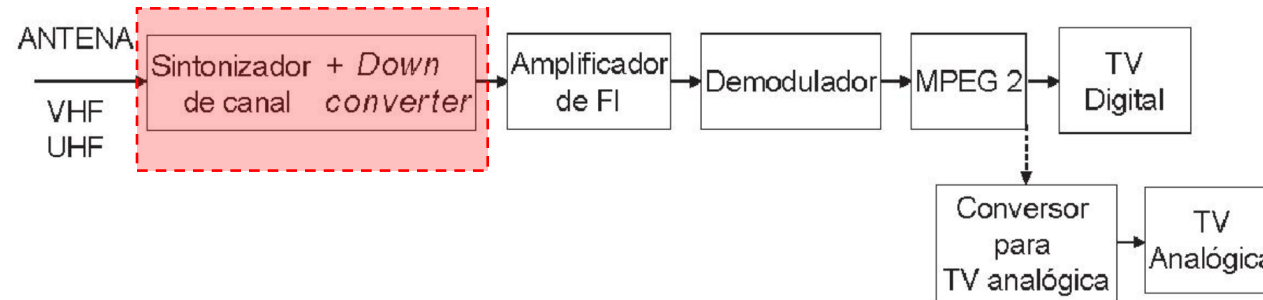 ANTENA
VHF
UHF
Sintonizador + Down
de canal converter
Amplificador
de FI
Demodulador
MPEG 2
TV
Digital
Conversor
para
TV analógica
TV
Analógica